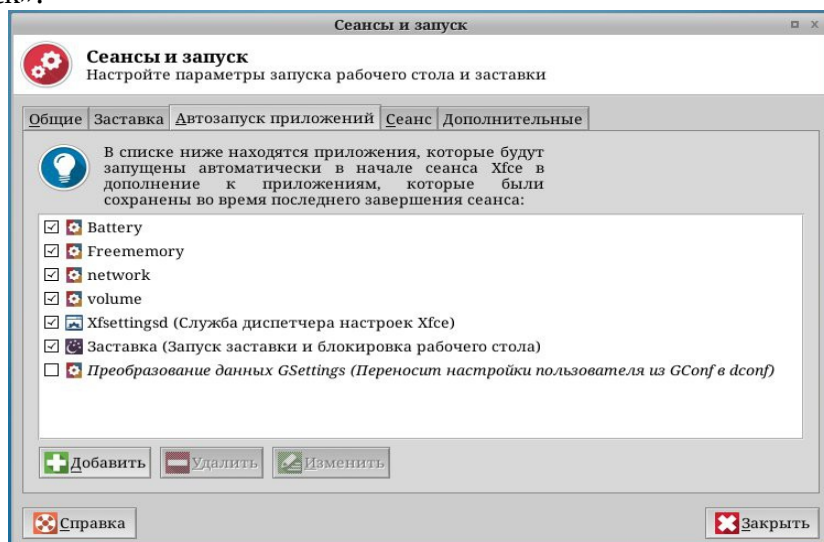 Сеансы и запуск
Сеансы и запуск
Настройте параметры запуска рабочего стола и заставки
Общие Заставка Автозапуск приложений Сеанс Дополнительные
В списке ниже находятся приложения, которые будут
запущены автоматически в начале сеанса Xfce в
дополнение к приложениям, которые были
сохранены во время последнего завершения сеанса:
Battery
Freememory
network
volume
Xfsettingsd (Служба диспетчера настроек Xfce)
Заставка (Запуск заставки и блокировка рабочего стола)
Преобразование данных GSettings (Переносит настройки пользователя из GConf в dconf)
Добавить Удалить Изменить
Справка Закрыть